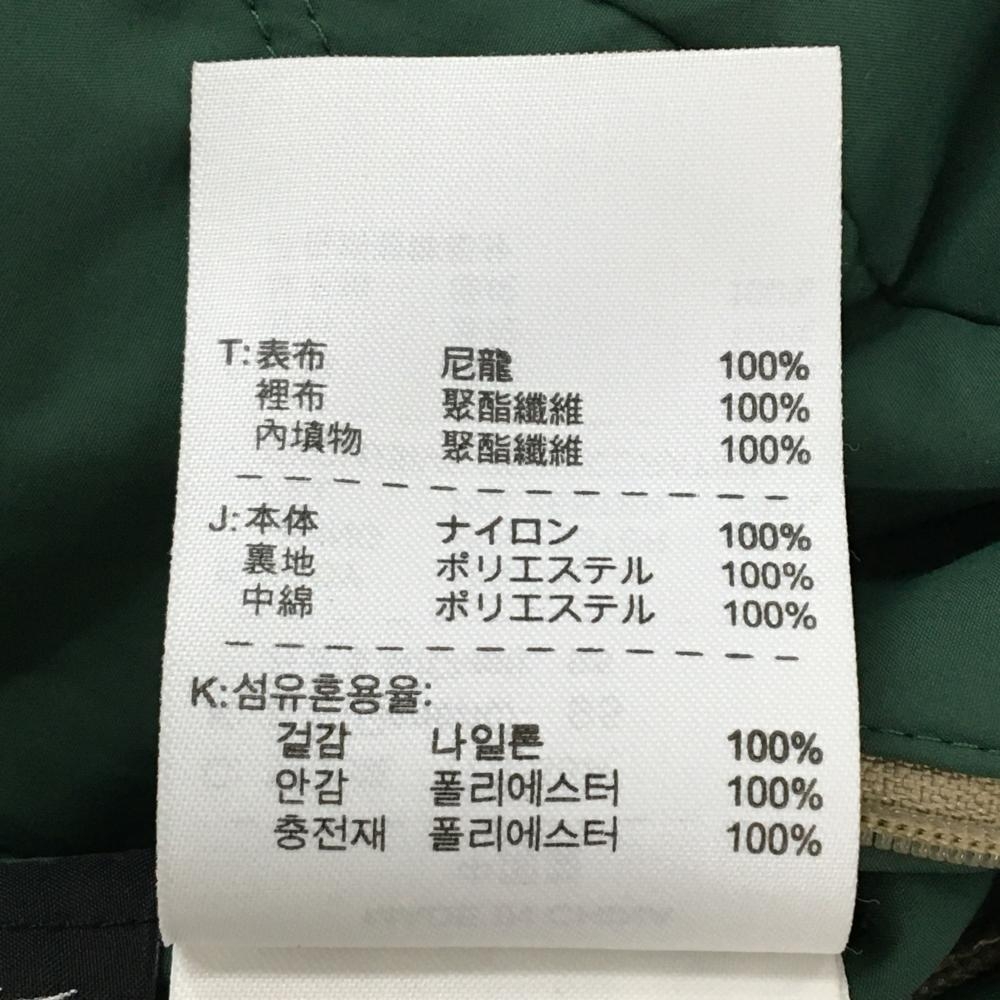 T:表布 尼龍 100%
裡布 聚酯纖維 100%
內填物 聚酯纖維 100%
J:本体 ナイロン 100%
裏地 ポリエステル 100%
中綿 ポリエステル 100%
K:섬유혼용율:
겉감 나일론 100%
안감 폴리에스터 100%
충전재 폴리에스터 100%